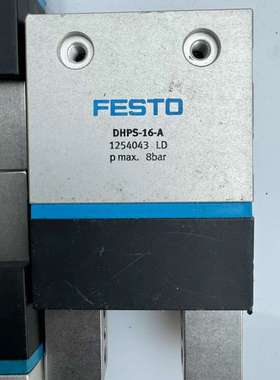 FESTO
DHPS-16-A
1254043 LD
p max. 8bar